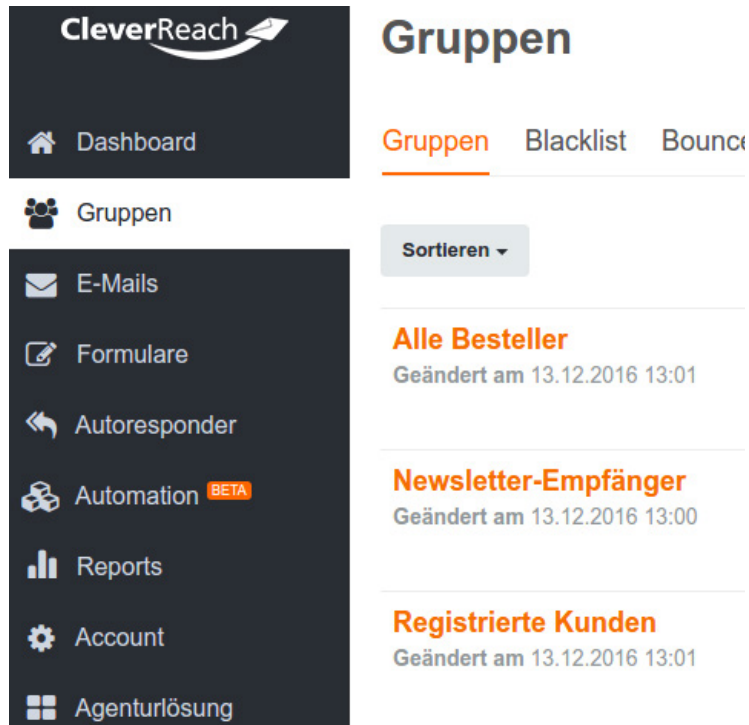 CleverReach
Dashboard
Gruppen
E-Mails
Formulare
Autoresponder
Automation BETA
Reports
Account
Agenturlösung
Gruppen
Gruppen Blacklist Bounce
Sortieren
Alle Besteller
Geändert am 13.12.2016 13:01
Newsletter-Empfänger
Geändert am 13.12.2016 13:00
Registrierte Kunden
Geändert am 13.12.2016 13:01